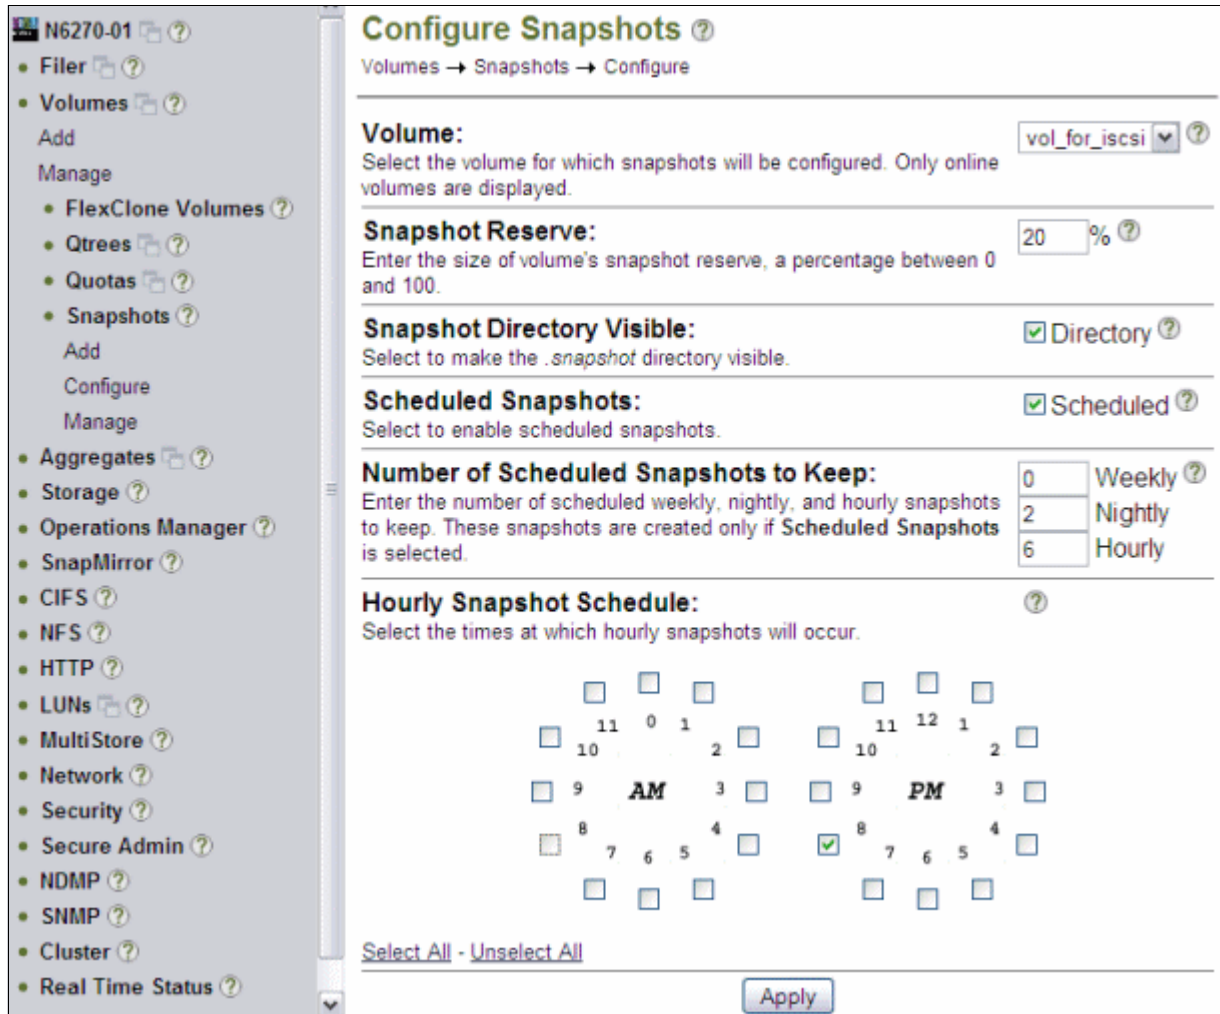 N6270-01
Filer
Volumes
Add
Manage
FlexClone Volumes
Qtrees
Quotas
Snapshots
Add
Configure
Manage
Aggregates
Storage
Operations Manager
SnapMirror
CIFS
NFS
HTTP
LUNs
MultiStore
Network
Security
Secure Admin
NDMP
SNMP
Cluster
Real Time Status
Configure Snapshots
Volumes → Snapshots → Configure
Volume:
Select the volume for which snapshots will be configured. Only online
volumes are displayed.
vol_for_iscsi
Snapshot Reserve:
Enter the size of volume's snapshot reserve, a percentage between 0
and 100.
20 %
Snapshot Directory Visible:
Select to make the .snapshot directory visible.
Directory
Scheduled Snapshots:
Select to enable scheduled snapshots.
Scheduled
Number of Scheduled Snapshots to Keep:
Enter the number of scheduled weekly, nightly, and hourly snapshots
to keep. These snapshots are created only if Scheduled Snapshots
is selected.
0 Weekly
2 Nightly
6 Hourly
Hourly Snapshot Schedule:
Select the times at which hourly snapshots will occur.
11 0 1
10 2
9 AM 3
8 4
7 6 5
11 12 1
10 2
9 PM 3
8 4
7 6 5
Select All - Unselect All
Apply